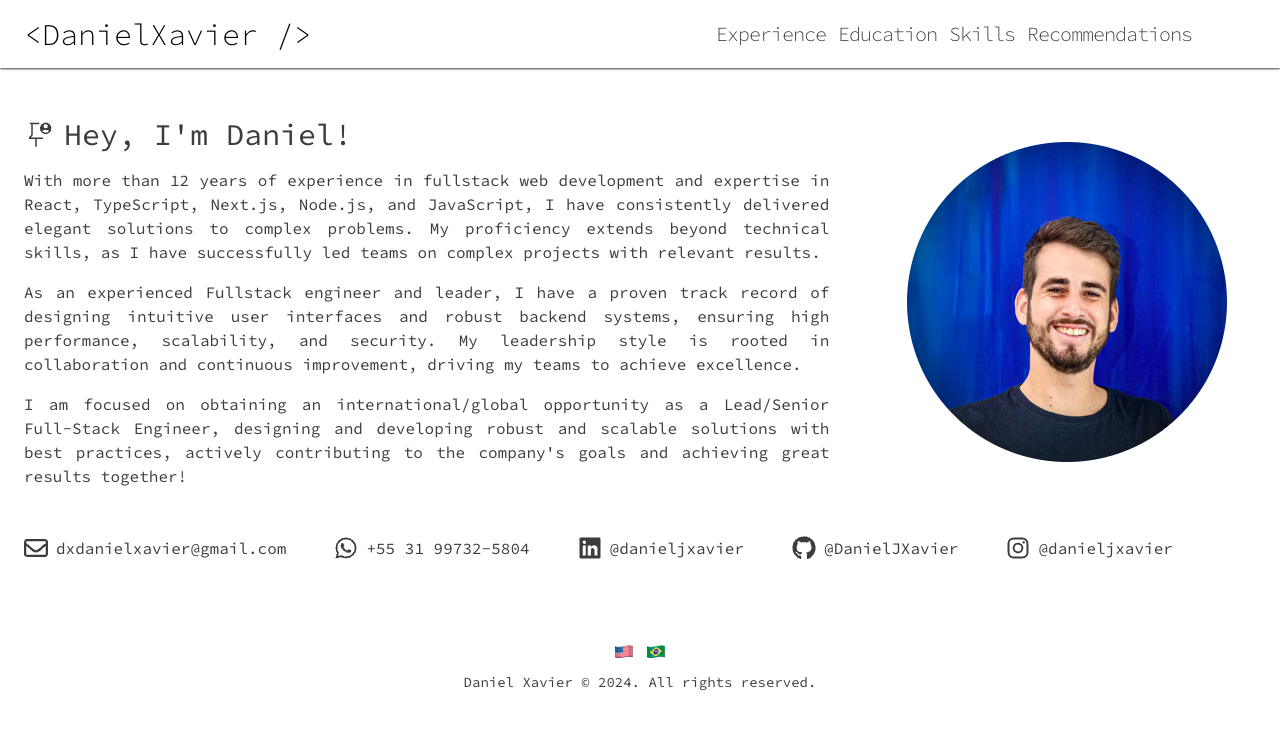 <DanielXavier />
Experience Education Skills Recommendations
Hey, I'm Daniel!
With more than 12 years of experience in fullstack web development and expertise in
React, TypeScript, Next.js, Node.js, and JavaScript, I have consistently delivered
elegant solutions to complex problems. My proficiency extends beyond technical
skills, as I have successfully led teams on complex projects with relevant results.
As an experienced Fullstack engineer and leader, I have a proven track record of
designing intuitive user interfaces and robust backend systems, ensuring high
performance, scalability, and security. My leadership style is rooted in
collaboration and continuous improvement, driving my teams to achieve excellence.
I am focused on obtaining an international/global opportunity as a Lead/Senior
Full-Stack Engineer, designing and developing robust and scalable solutions with
best practices, actively contributing to the company's goals and achieving great
results together!
dxdanielxavier@gmail.com
+55 31 99732-5804
@danieljxavier
@DanielJXavier
@danieljxavier
Daniel Xavier © 2024. All rights reserved.